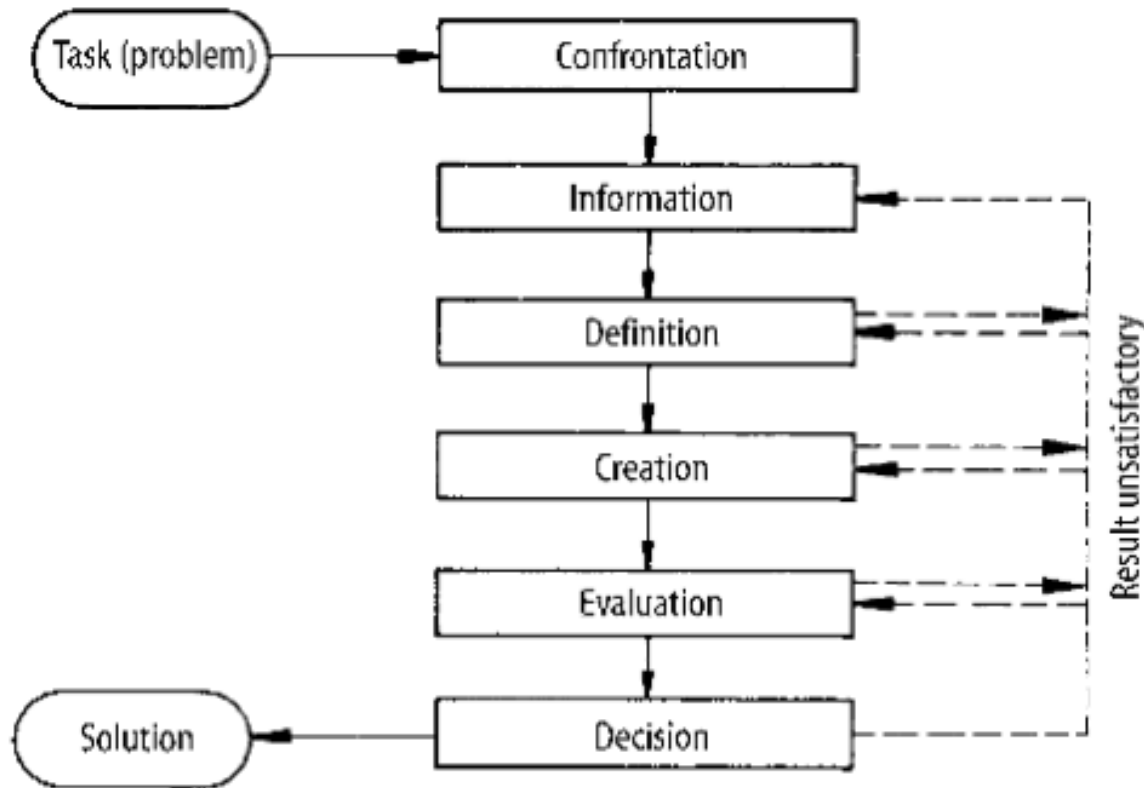 Task (problem)
Confrontation
Information
Definition
Creation
Evaluation
Decision
Solution
Result unsatisfactory